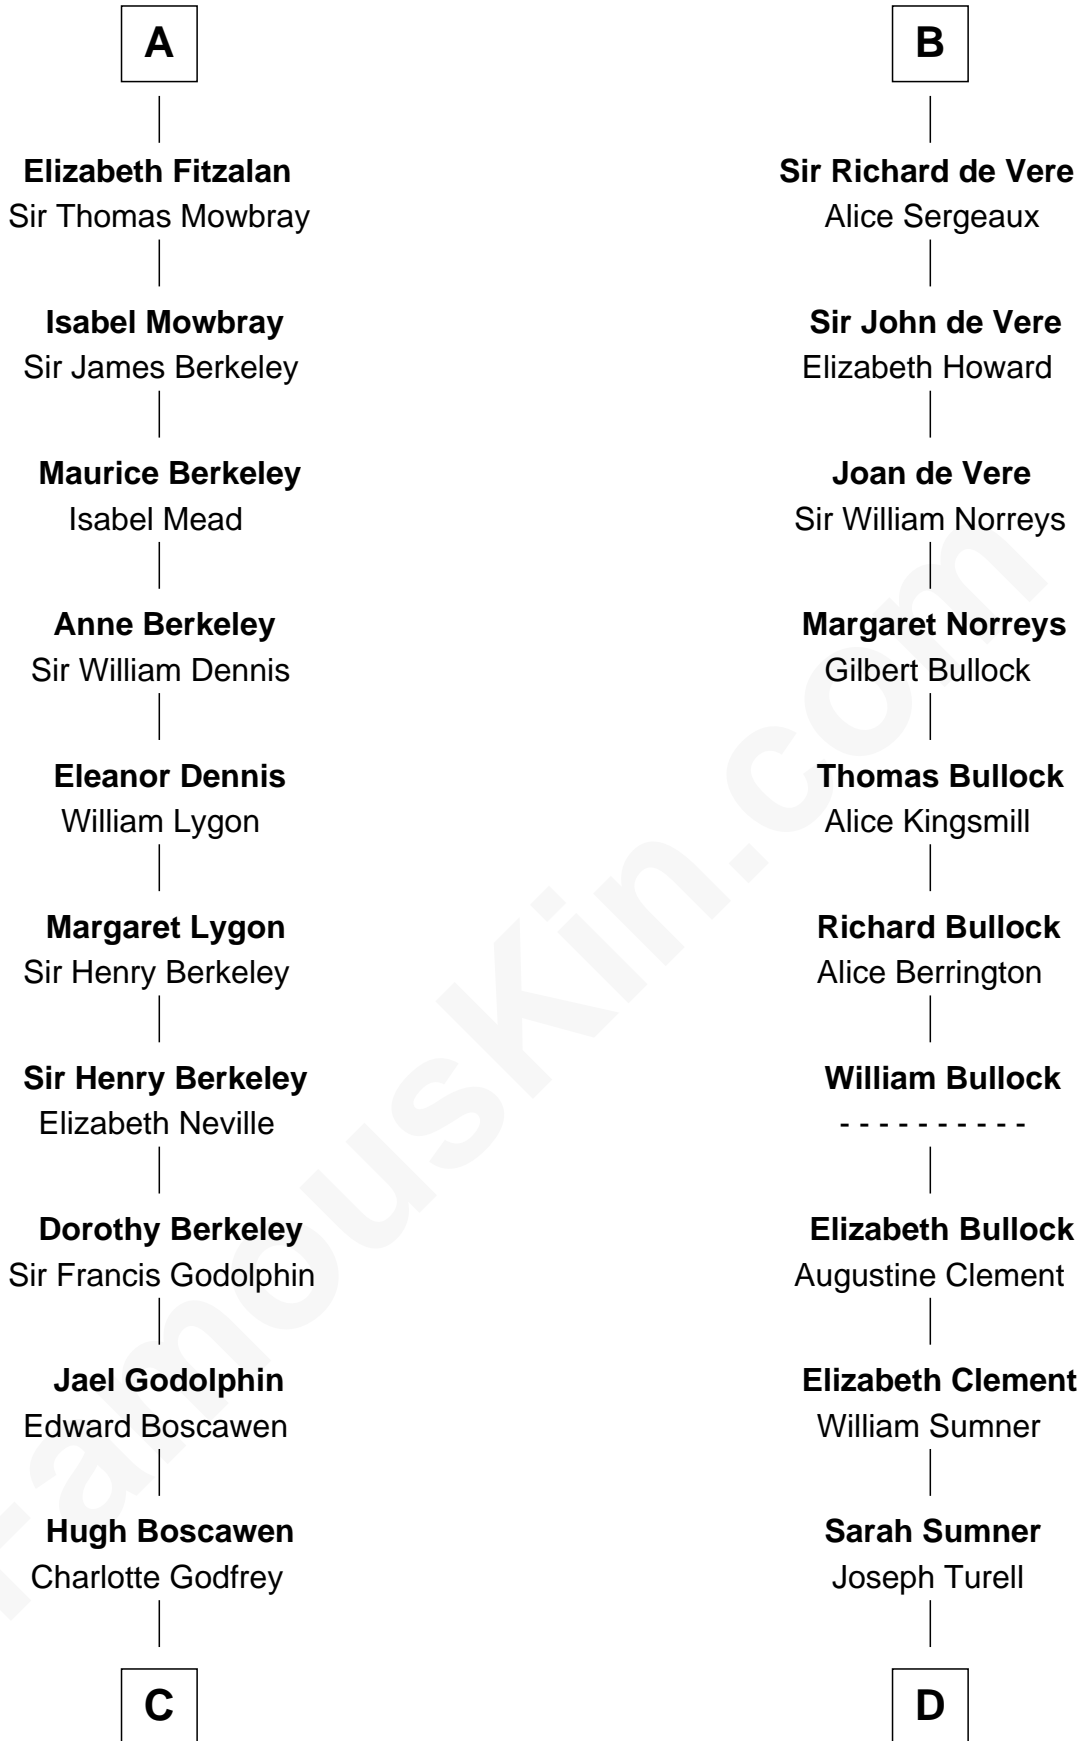 A
Elizabeth Fitzalan
Sir Thomas Mowbray
Isabel Mowbray
Sir James Berkeley
Maurice Berkeley
Isabel Mead
Anne Berkeley
Sir William Dennis
Eleanor Dennis
William Lygon
Margaret Lygon
Sir Henry Berkeley
Sir Henry Berkeley
Elizabeth Neville
Dorothy Berkeley
Sir Francis Godolphin
Jael Godolphin
Edward Boscawen
Hugh Boscawen
Charlotte Godfrey
C
B
Sir Richard de Vere
Alice Sergeaux
Sir John de Vere
Elizabeth Howard
Joan de Vere
Sir William Norreys
Margaret Norreys
Gilbert Bullock
Thomas Bullock
Alice Kingsmill
Richard Bullock
Alice Berrington
William Bullock
- - - - - - - - - -
Elizabeth Bullock
Augustine Clement
Elizabeth Clement
William Sumner
Sarah Sumner
Joseph Turell
D
FamousKin.com